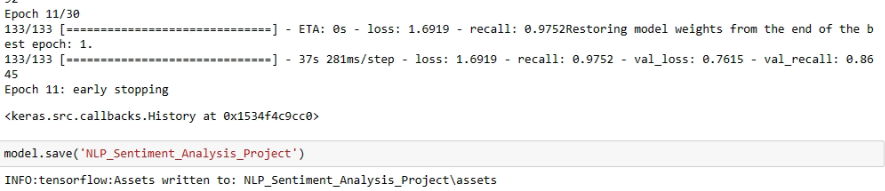 Epoch 11/30
133/133 [==============================] - ETA: 0s - loss: 1.6919 - recall: 0.9752Restoring model weights from the end of the b
est epoch: 1.
133/133 [==============================] - 37s 281ms/step - loss: 1.6919 - recall: 0.9752 - val_loss: 0.7615 - val_recall: 0.86
45
Epoch 11: early stopping
<keras.src.callbacks.History at 0x1534f4c9cc0>
model.save('NLP_Sentiment_Analysis_Project')
INFO:tensorflow:Assets written to: NLP_Sentiment_Analysis_Project\assets